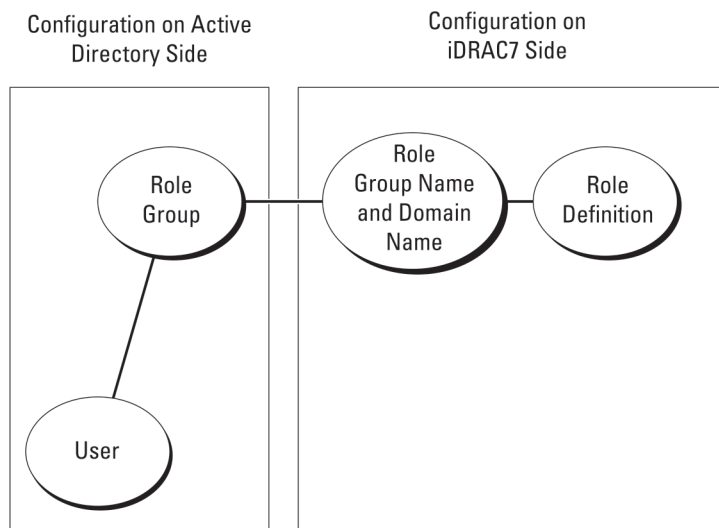 Configuration on Active
Directory Side
Configuration on
iDRAC7 Side
Role
Group
Role
Group Name
and Domain
Name
Role
Definition
User